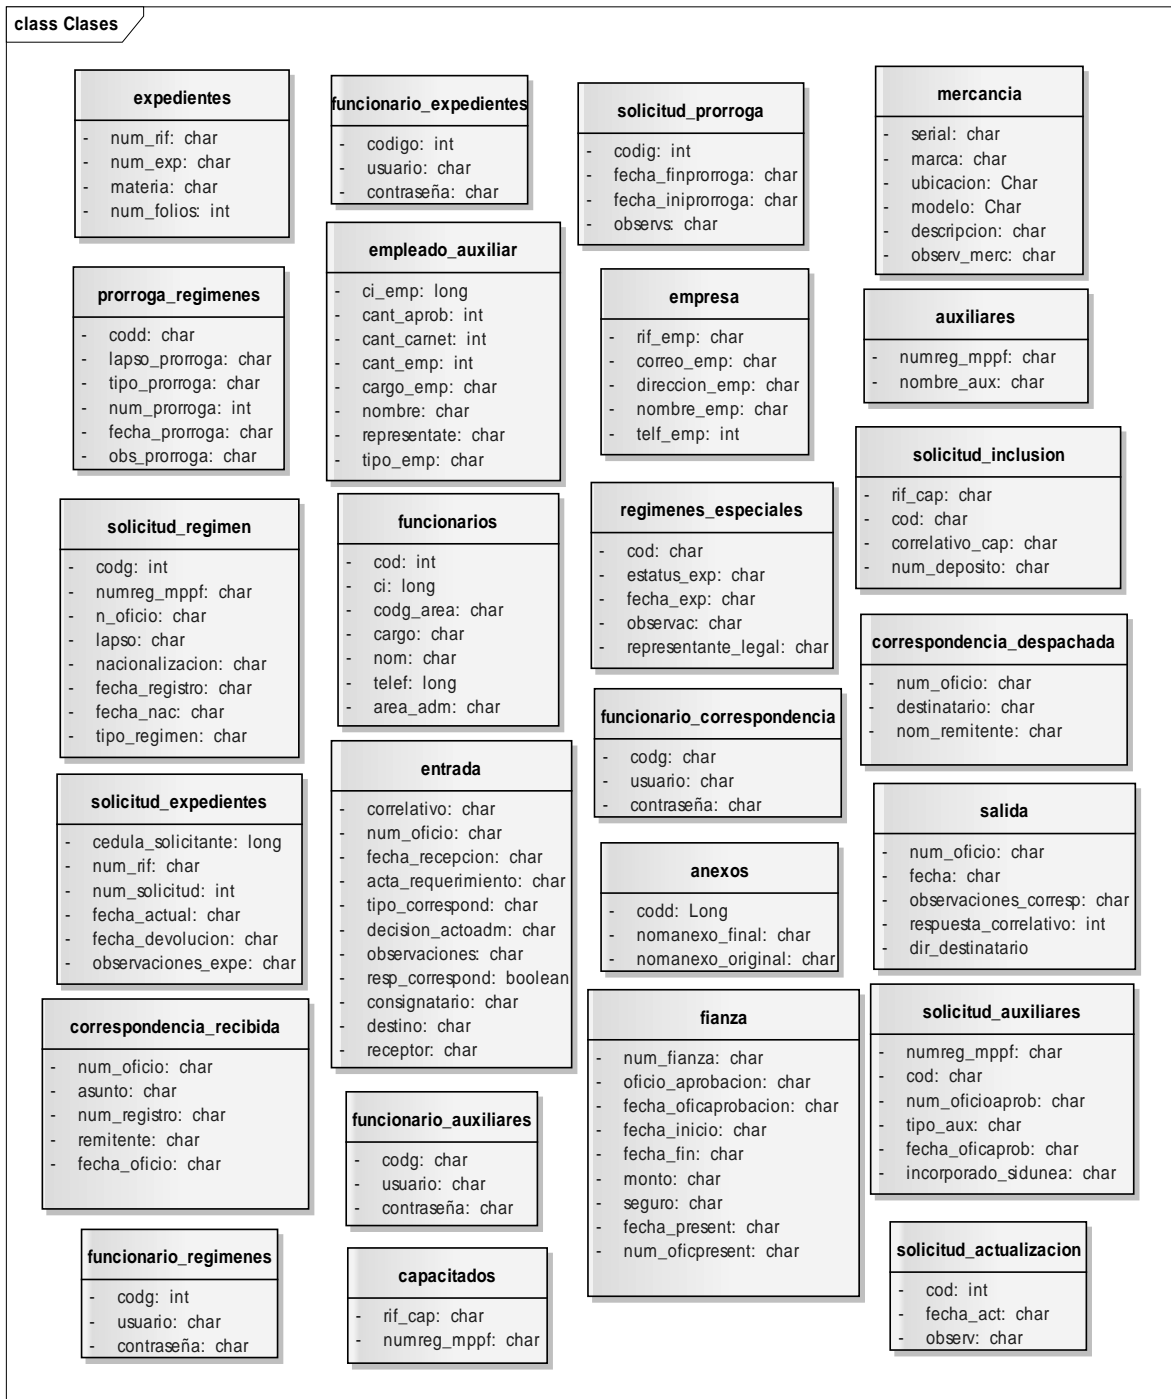 class Clases
expedientes
- num_rif: char
- num_exp: char
- materia: char
- num_folios: int
prorroga_regimenes
- codd: char
- lapso_prorroga: char
- tipo_prorroga: char
- num_prorroga: int
- fecha_prorroga: char
- obs_prorroga: char
solicitud_regimen
- codg: int
- numreg_mppf: char
- n_oficio: char
- lapso: char
- nacionalizacion: char
- fecha_registro: char
- fecha_nac: char
- tipo_regimen: char
solicitud_expedientes
- cedula_solicitante: long
- num_rif: char
- num_solicitud: int
- fecha_actual: char
- fecha_devolucion: char
- observaciones_expe: char
correspondencia_recibida
- num_oficio: char
- asunto: char
- num_registro: char
- remitente: char
- fecha_oficio: char
funcionario_regimenes
- codg: int
- usuario: char
- contraseña: char
funcionario_expedientes
- codigo: int
- usuario: char
- contraseña: char
empleado_auxiliar
- ci_emp: long
- cant_aprob: int
- cant_carnet: int
- cant_emp: int
- cargo_emp: char
- nombre: char
- representate: char
- tipo_emp: char
funcionarios
- cod: int
- ci: long
- codg_area: char
- cargo: char
- nom: char
- telef: long
- area_adm: char
entrada
- correlativo: char
- num_oficio: char
- fecha_recepcion: char
- acta_requerimiento: char
- tipo_correspond: char
- decision_actoadm: char
- observaciones: char
- resp_correspond: boolean
- consignatario: char
- destino: char
- receptor: char
funcionario_auxiliares
- codg: char
- usuario: char
- contraseña: char
capacitados
- rif_cap: char
- numreg_mppf: char
solicitud_prorroga
- codig: int
- fecha_finprorroga: char
- fecha_iniprorroga: char
- observs: char
empresa
- rif_emp: char
- correo_emp: char
- direccion_emp: char
- nombre_emp: char
- telf_emp: int
regimenes_especiales
- cod: char
- estatus_exp: char
- fecha_exp: char
- observac: char
- representante_legal: char
funcionario_correspondencia
- codg: char
- usuario: char
- contraseña: char
anexos
- codd: Long
- nomanexo_final: char
- nomanexo_original: char
fianza
- num_fianza: char
- oficio_aprobacion: char
- fecha_oficaprobacion: char
- fecha_inicio: char
- fecha_fin: char
- monto: char
- seguro: char
- fecha_present: char
- num_oficpresent: char
mercancia
- serial: char
- marca: char
- ubicacion: Char
- modelo: Char
- descripcion: char
- observ_merc: char
auxiliares
- numreg_mppf: char
- nombre_aux: char
solicitud_inclusion
- rif_cap: char
- cod: char
- correlativo_cap: char
- num_deposito: char
correspondencia_despachada
- num_oficio: char
- destinatario: char
- nom_remitente: char
salida
- num_oficio: char
- fecha: char
- observaciones_corresp: char
- respuesta_correlativo: int
- dir_destinatario
solicitud_auxiliares
- numreg_mppf: char
- cod: char
- num_oficioaprob: char
- tipo_aux: char
- fecha_oficaprob: char
- incorporado_sidunea: char
solicitud_actualizacion
- cod: int
- fecha_act: char
- observ: char